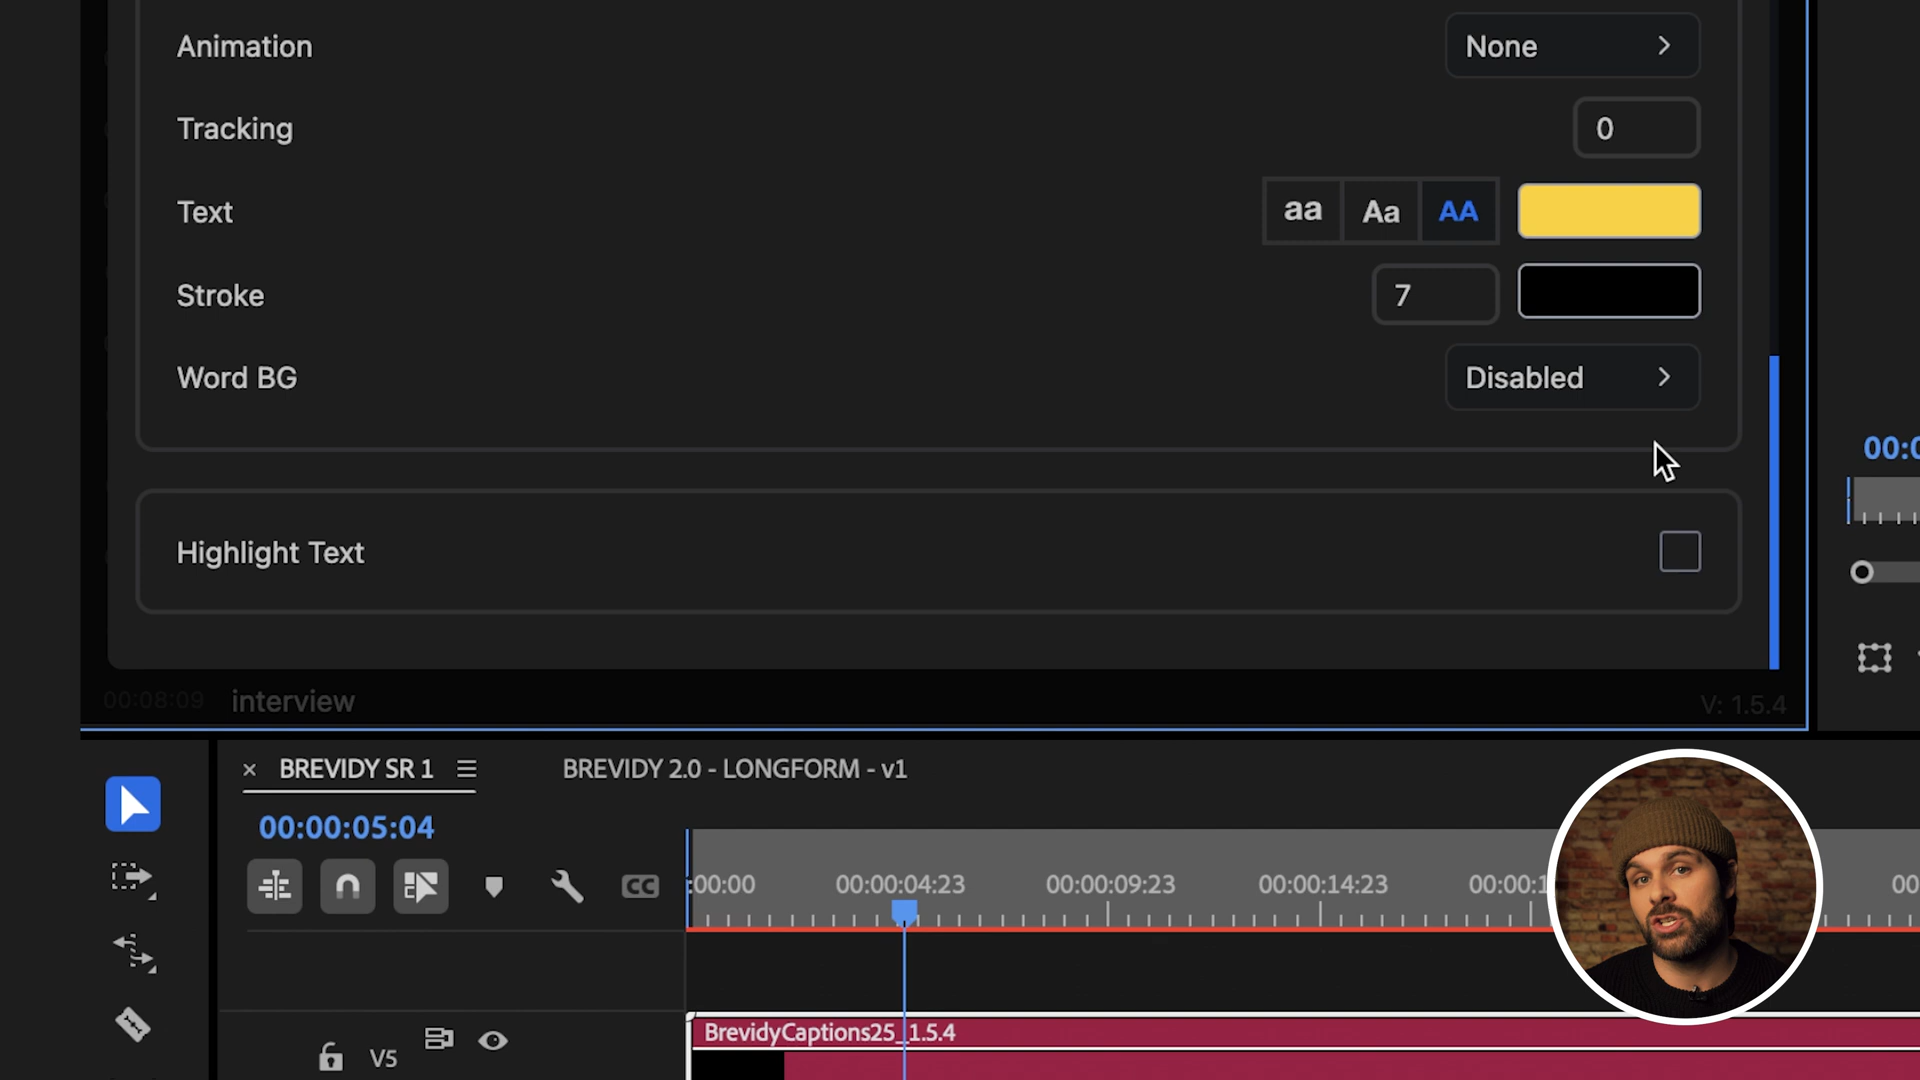 Animation None
Tracking 0
Text aa Aa AA
Stroke 7
Word BG Disabled
00:0
Highlight Text
00:08:09 interview V: 1.5.4
× BREVIDY SR 1 BREVIDY 2.0 - LONGFORM - v1
00:00:05:04
CC :00:00 00:00:04:23 00:00:09:23 00:00:14:23 00:00:1 00
BrevidyCaptions25_1.5.4
V5